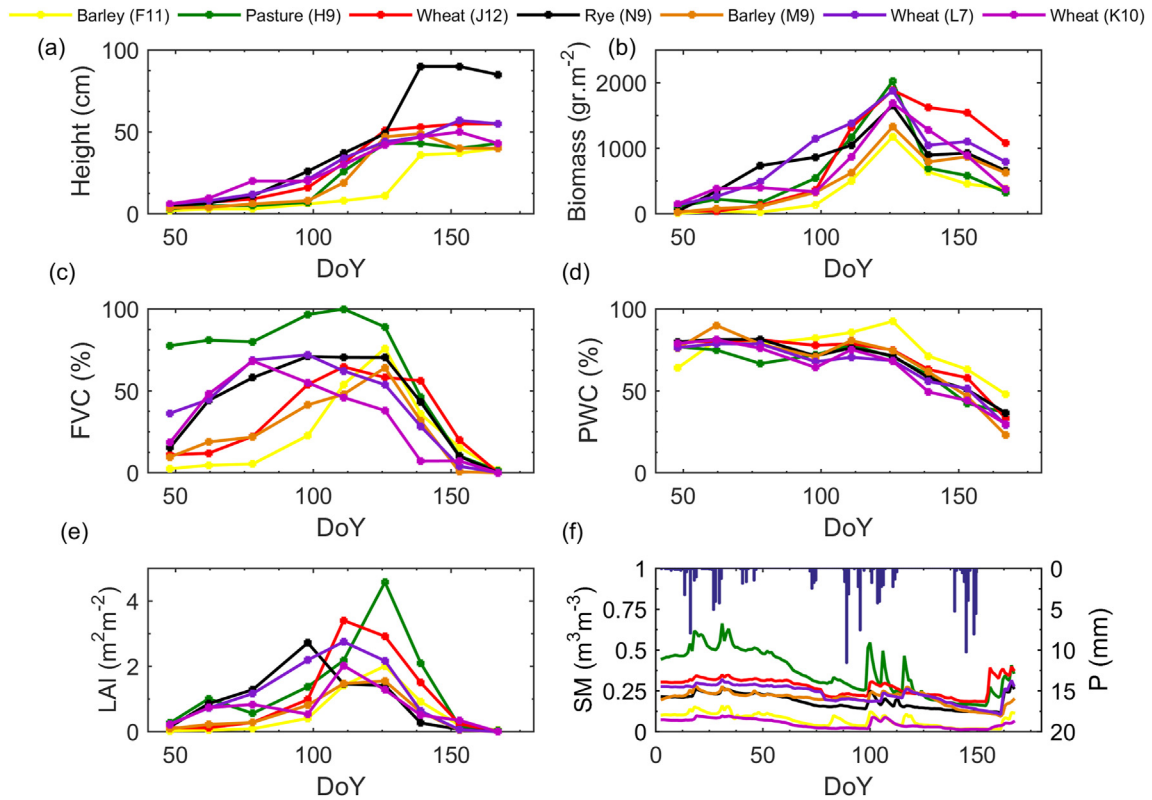 Barley (F11) Pasture (H9) Wheat (J12) Rye (N9) Barley (M9) Wheat (L7) Wheat (K10)
(a)
100
50
0
Height (cm)
50 100 150
DoY
(b)
2000
1000
0
Biomass (gr.m-2)
50 100 150
DoY
(c)
100
50
0
FVC (%)
50 100 150
DoY
(d)
100
50
0
PWC (%)
50 100 150
DoY
(e)
4
2
0
LAI (m2m-2)
50 100 150
DoY
(f)
1
0.75
0.5
0.25
0
SM (m3m-3)
0
5
10
15
20
P (mm)
0 50 100 150
DoY